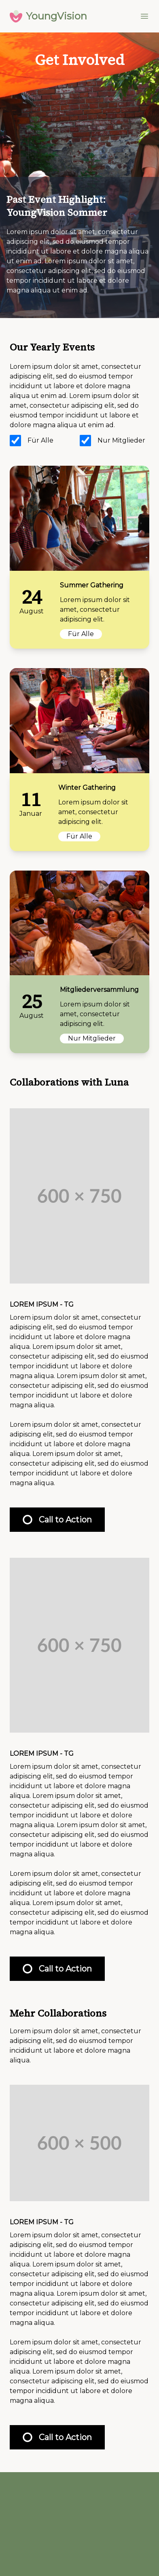 YoungVision
Get Involved
Past Event Highlight:
YoungVision Sommer
Lorem ipsum dolor sit amet, consectetur
adipiscing elit, sed do eiusmod tempor
incididunt ut labore et dolore magna aliqua
ut enim ad. Lorem ipsum dolor sit amet,
consectetur adipiscing elit, sed do eiusmod
tempor incididunt ut labore et dolore
magna aliqua ut enim ad.
Our Yearly Events
Lorem ipsum dolor sit amet, consectetur
adipiscing elit, sed do eiusmod tempor
incididunt ut labore et dolore magna
aliqua ut enim ad. Lorem ipsum dolor sit
amet, consectetur adipiscing elit, sed do
eiusmod tempor incididunt ut labore et
dolore magna aliqua ut enim ad.
Für Alle
Nur Mitglieder
24
August
Summer Gathering
Lorem ipsum dolor sit
amet, consectetur
adipiscing elit.
Für Alle
11
Januar
Winter Gathering
Lorem ipsum dolor sit
amet, consectetur
adipiscing elit.
Für Alle
25
August
Mitgliederversammlung
Lorem ipsum dolor sit
amet, consectetur
adipiscing elit.
Nur Mitglieder
Collaborations with Luna
600 × 750
LOREM IPSUM - TG
Lorem ipsum dolor sit amet, consectetur
adipiscing elit, sed do eiusmod tempor
incididunt ut labore et dolore magna
aliqua. Lorem ipsum dolor sit amet,
consectetur adipiscing elit, sed do eiusmod
tempor incididunt ut labore et dolore
magna aliqua. Lorem ipsum dolor sit amet,
consectetur adipiscing elit, sed do eiusmod
tempor incididunt ut labore et dolore
magna aliqua.
Lorem ipsum dolor sit amet, consectetur
adipiscing elit, sed do eiusmod tempor
incididunt ut labore et dolore magna
aliqua. Lorem ipsum dolor sit amet,
consectetur adipiscing elit, sed do eiusmod
tempor incididunt ut labore et dolore
magna aliqua.
Call to Action
600 × 750
LOREM IPSUM - TG
Lorem ipsum dolor sit amet, consectetur
adipiscing elit, sed do eiusmod tempor
incididunt ut labore et dolore magna
aliqua. Lorem ipsum dolor sit amet,
consectetur adipiscing elit, sed do eiusmod
tempor incididunt ut labore et dolore
magna aliqua. Lorem ipsum dolor sit amet,
consectetur adipiscing elit, sed do eiusmod
tempor incididunt ut labore et dolore
magna aliqua.
Lorem ipsum dolor sit amet, consectetur
adipiscing elit, sed do eiusmod tempor
incididunt ut labore et dolore magna
aliqua. Lorem ipsum dolor sit amet,
consectetur adipiscing elit, sed do eiusmod
tempor incididunt ut labore et dolore
magna aliqua.
Call to Action
Mehr Collaborations
Lorem ipsum dolor sit amet, consectetur
adipiscing elit, sed do eiusmod tempor
incididunt ut labore et dolore magna
aliqua.
600 × 500
LOREM IPSUM - TG
Lorem ipsum dolor sit amet, consectetur
adipiscing elit, sed do eiusmod tempor
incididunt ut labore et dolore magna
aliqua. Lorem ipsum dolor sit amet,
consectetur adipiscing elit, sed do eiusmod
tempor incididunt ut labore et dolore
magna aliqua. Lorem ipsum dolor sit amet,
consectetur adipiscing elit, sed do eiusmod
tempor incididunt ut labore et dolore
magna aliqua.
Lorem ipsum dolor sit amet, consectetur
adipiscing elit, sed do eiusmod tempor
incididunt ut labore et dolore magna
aliqua. Lorem ipsum dolor sit amet,
consectetur adipiscing elit, sed do eiusmod
tempor incididunt ut labore et dolore
magna aliqua.
Call to Action